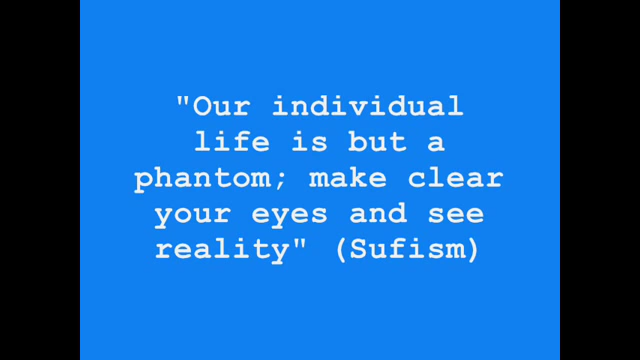 "Our individual
life is but a
phantom; make clear
your eyes and see
reality" (Sufism)